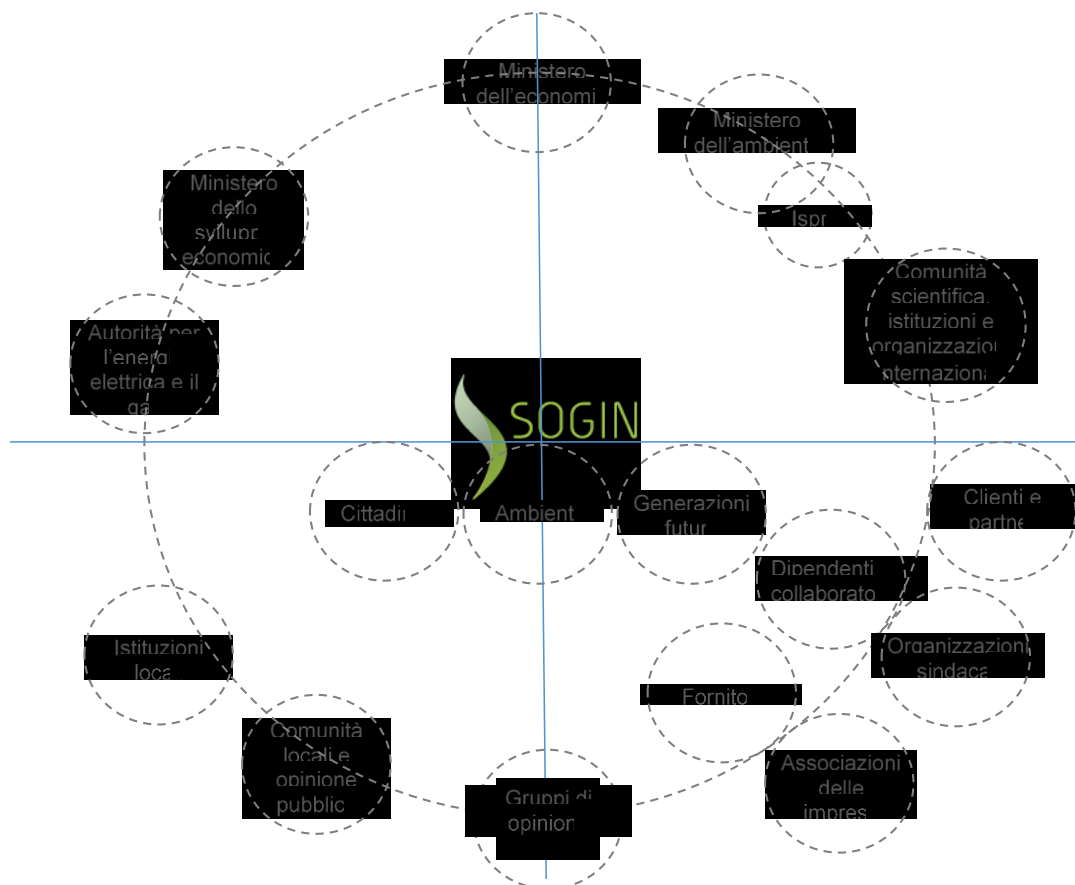 Ministero
dell'economi
Ministero
dell'ambient
Ispr
Ministero
dello
svilupp
economic
Comunità
scientifica,
istituzioni e
organizzazion
internaziona
Autorità per
l'energi
elettrica e il
ga
SOGIN
Cittadin
Ambient
Generazioni
futur
Clienti e
partne
Dipendenti
collaborato
Istituzioni
loca
Organizzazioni
sindaca
Fornito
Comunità
locali e
opinione
pubblic
Gruppi di
opinion
Associazioni
delle
impres